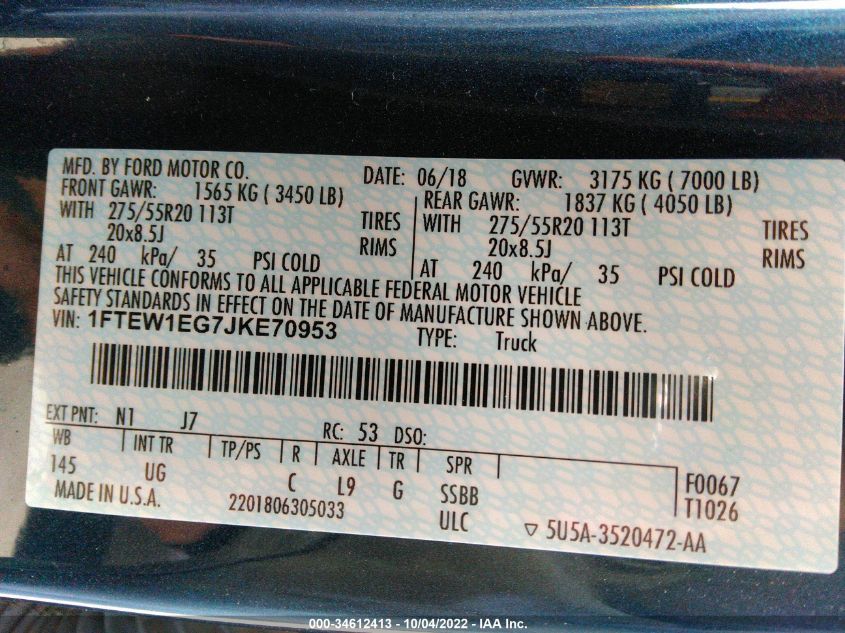 MFD. BY FORD MOTOR CO. DATE: 06/18 GVWR: 3175 KG ( 7000 LB)
FRONT GAWR: 1565 KG ( 3450 LB) REAR GAWR: 1837 KG ( 4050 LB)
WITH 275/55R20 113T TIRES WITH 275/55R20 113T TIRES
20x8.5J RIMS 20x8.5J RIMS
AT 240 kPa/ 35 PSI COLD AT 240 kPa/ 35 PSI COLD
THIS VEHICLE CONFORMS TO ALL APPLICABLE FEDERAL MOTOR VEHICLE
SAFETY STANDARDS IN EFFECT ON THE DATE OF MANUFACTURE SHOWN ABOVE.
VIN: 1FTEW1EG7JKE70953 TYPE: Truck
EXT PNT: N1 J7 RC: 53 DSO:
WB INT TR TP/PS R AXLE TR SPR
145 UG C L9 G SSBB F0067
MADE IN U.S.A. 2201806305033 ULC T1026
5U5A-3520472-AA
000-34612413 - 10/04/2022 - IAA Inc.